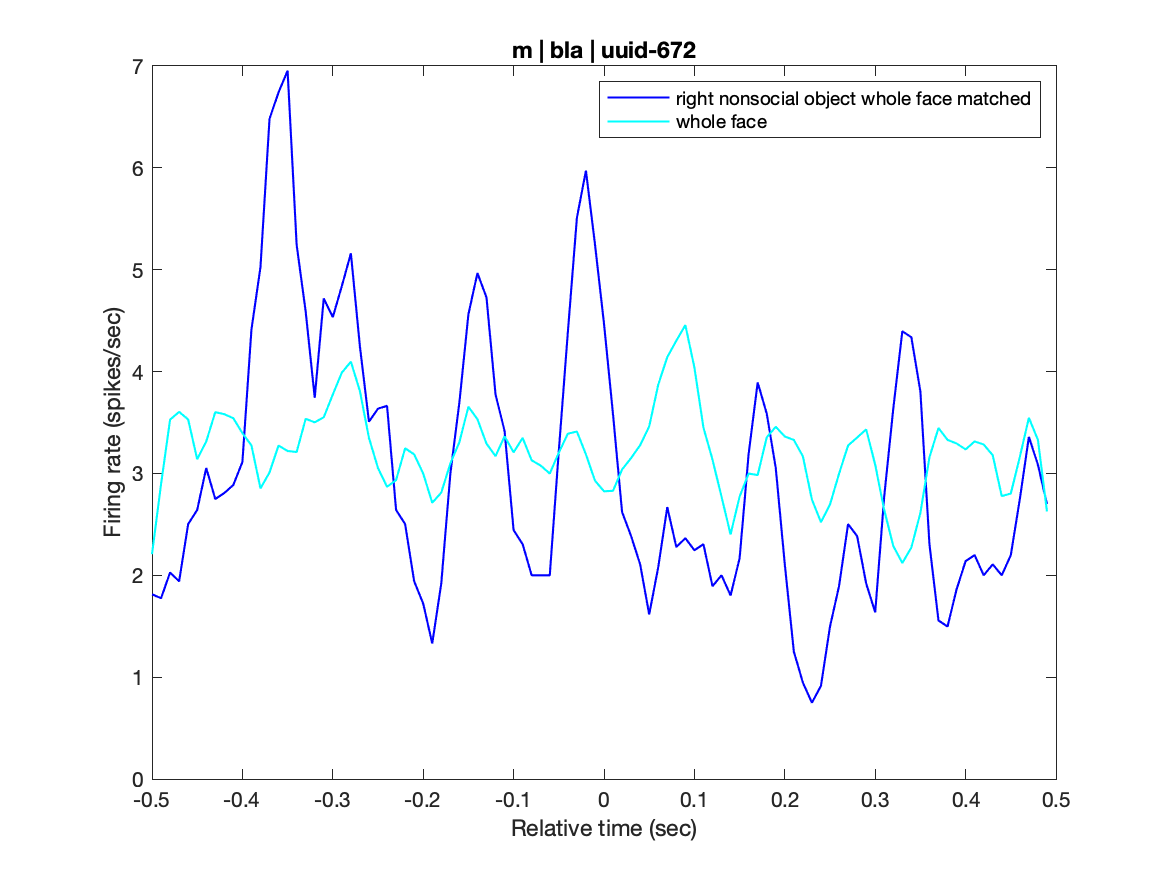 m | bla | uuid-672
right nonsocial object whole face matched
whole face
7
6
5
4
3
2
1
0
Firing rate (spikes/sec)
-0.5 -0.4 -0.3 -0.2 -0.1 0 0.1 0.2 0.3 0.4 0.5
Relative time (sec)